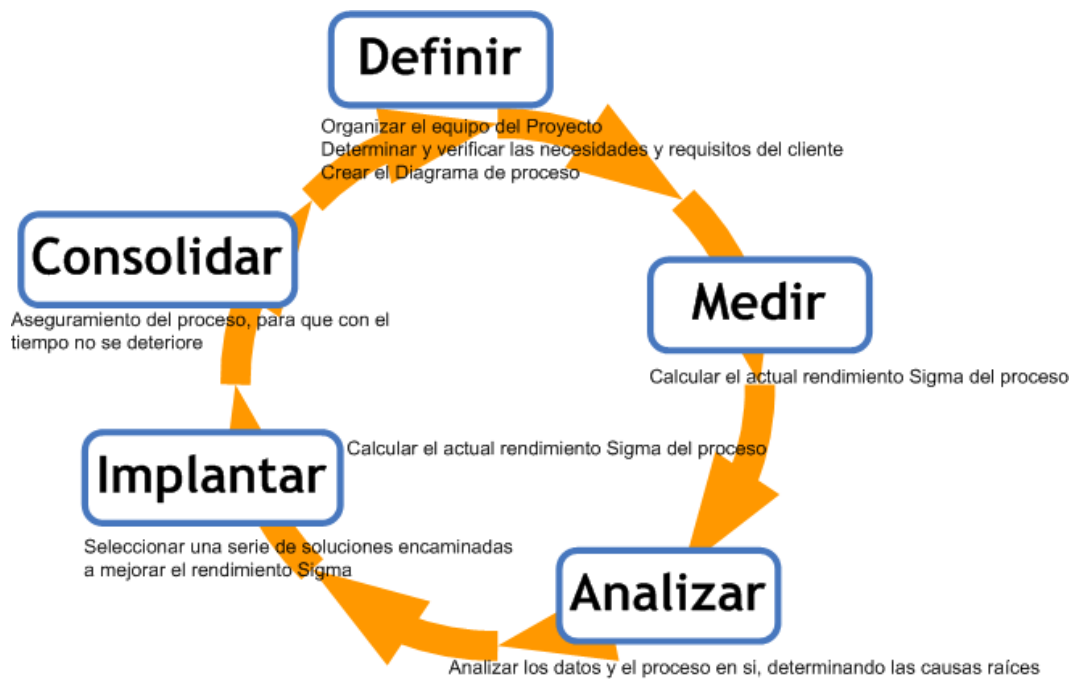 Definir
Organizar el equipo del Proyecto
Determinar y verificar las necesidades y requisitos del cliente
Crear el Diagrama de proceso
Medir
Calcular el actual rendimiento Sigma del proceso
Analizar
Analizar los datos y el proceso en si, determinando las causas raíces
Implantar
Calcular el actual rendimiento Sigma del proceso
Seleccionar una serie de soluciones encaminadas
a mejorar el rendimiento Sigma
Consolidar
Aseguramiento del proceso, para que con el
tiempo no se deteriore